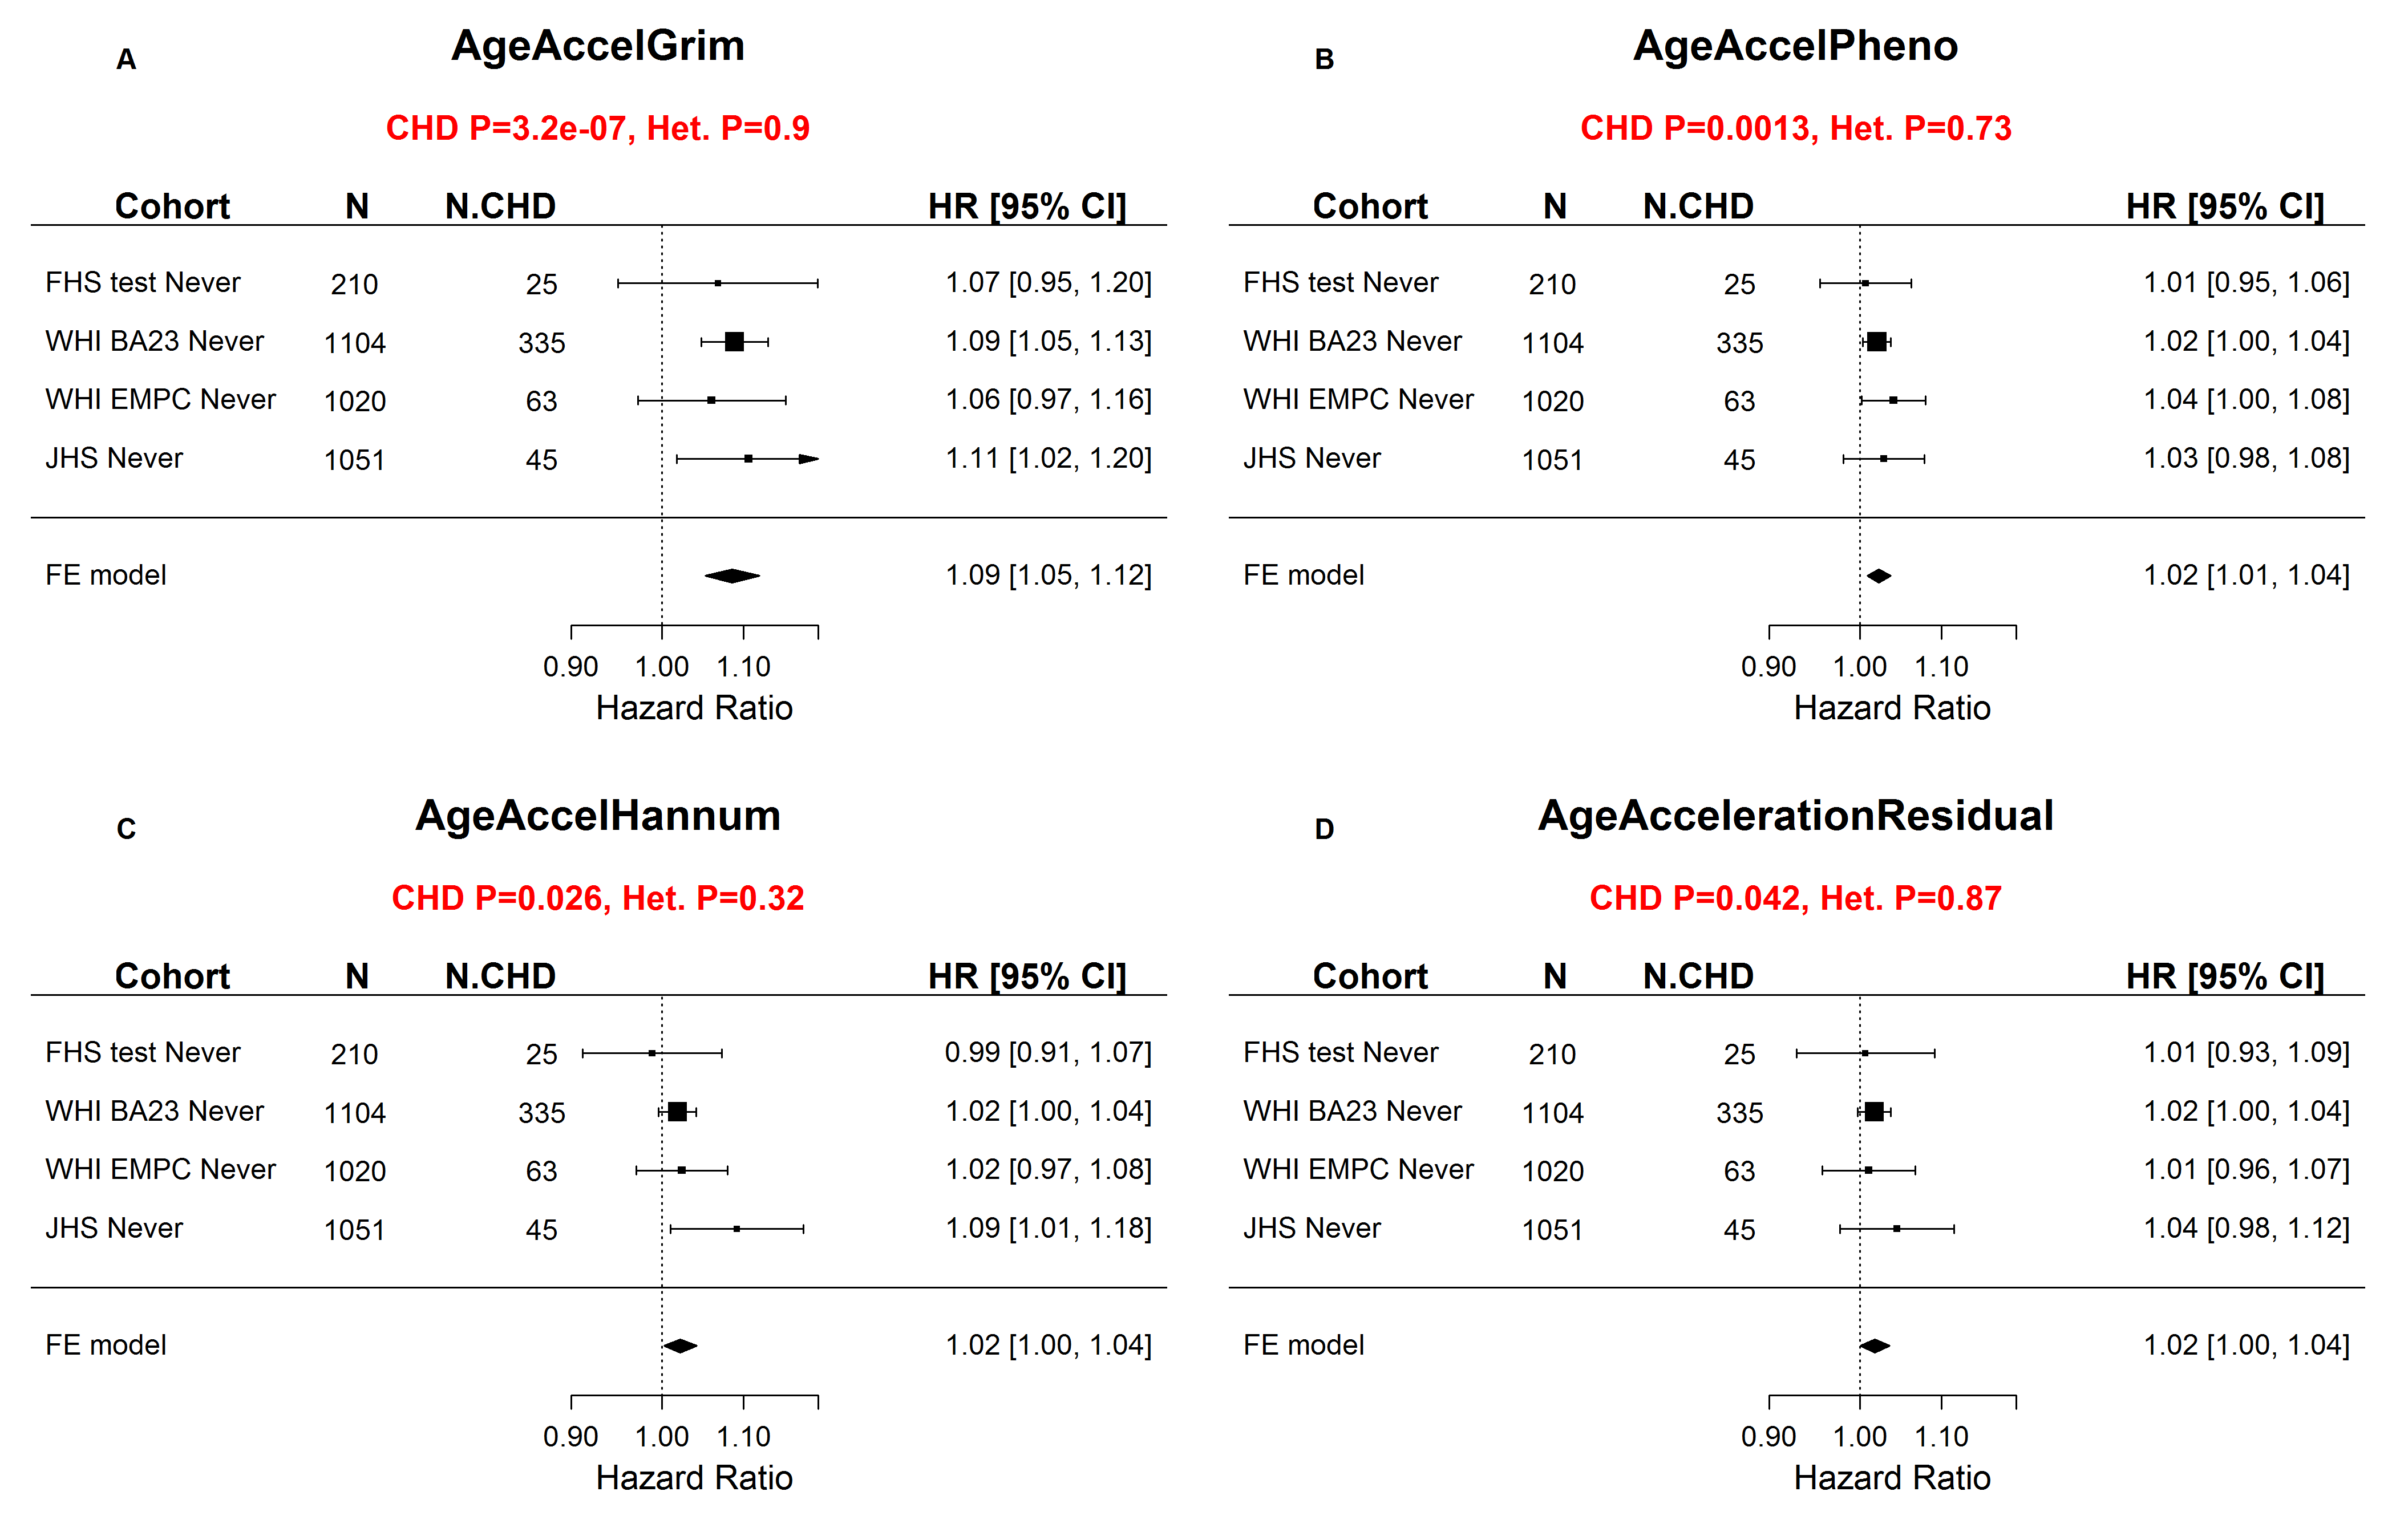 A
AgeAccelGrim
CHD P=3.2e-07, Het. P=0.9
Cohort N N.CHD HR [95% CI]
FHS test Never 210 25 1.07 [0.95, 1.20]
WHI BA23 Never 1104 335 1.09 [1.05, 1.13]
WHI EMPC Never 1020 63 1.06 [0.97, 1.16]
JHS Never 1051 45 1.11 [1.02, 1.20]
FE model 1.09 [1.05, 1.12]
0.90 1.00 1.10
Hazard Ratio
B
AgeAccelPheno
CHD P=0.0013, Het. P=0.73
Cohort N N.CHD HR [95% CI]
FHS test Never 210 25 1.01 [0.95, 1.06]
WHI BA23 Never 1104 335 1.02 [1.00, 1.04]
WHI EMPC Never 1020 63 1.04 [1.00, 1.08]
JHS Never 1051 45 1.03 [0.98, 1.08]
FE model 1.02 [1.01, 1.04]
0.90 1.00 1.10
Hazard Ratio
C
AgeAccelHannum
CHD P=0.026, Het. P=0.32
Cohort N N.CHD HR [95% CI]
FHS test Never 210 25 0.99 [0.91, 1.07]
WHI BA23 Never 1104 335 1.02 [1.00, 1.04]
WHI EMPC Never 1020 63 1.02 [0.97, 1.08]
JHS Never 1051 45 1.09 [1.01, 1.18]
FE model 1.02 [1.00, 1.04]
0.90 1.00 1.10
Hazard Ratio
D
AgeAccelerationResidual
CHD P=0.042, Het. P=0.87
Cohort N N.CHD HR [95% CI]
FHS test Never 210 25 1.01 [0.93, 1.09]
WHI BA23 Never 1104 335 1.02 [1.00, 1.04]
WHI EMPC Never 1020 63 1.01 [0.96, 1.07]
JHS Never 1051 45 1.04 [0.98, 1.12]
FE model 1.02 [1.00, 1.04]
0.90 1.00 1.10
Hazard Ratio